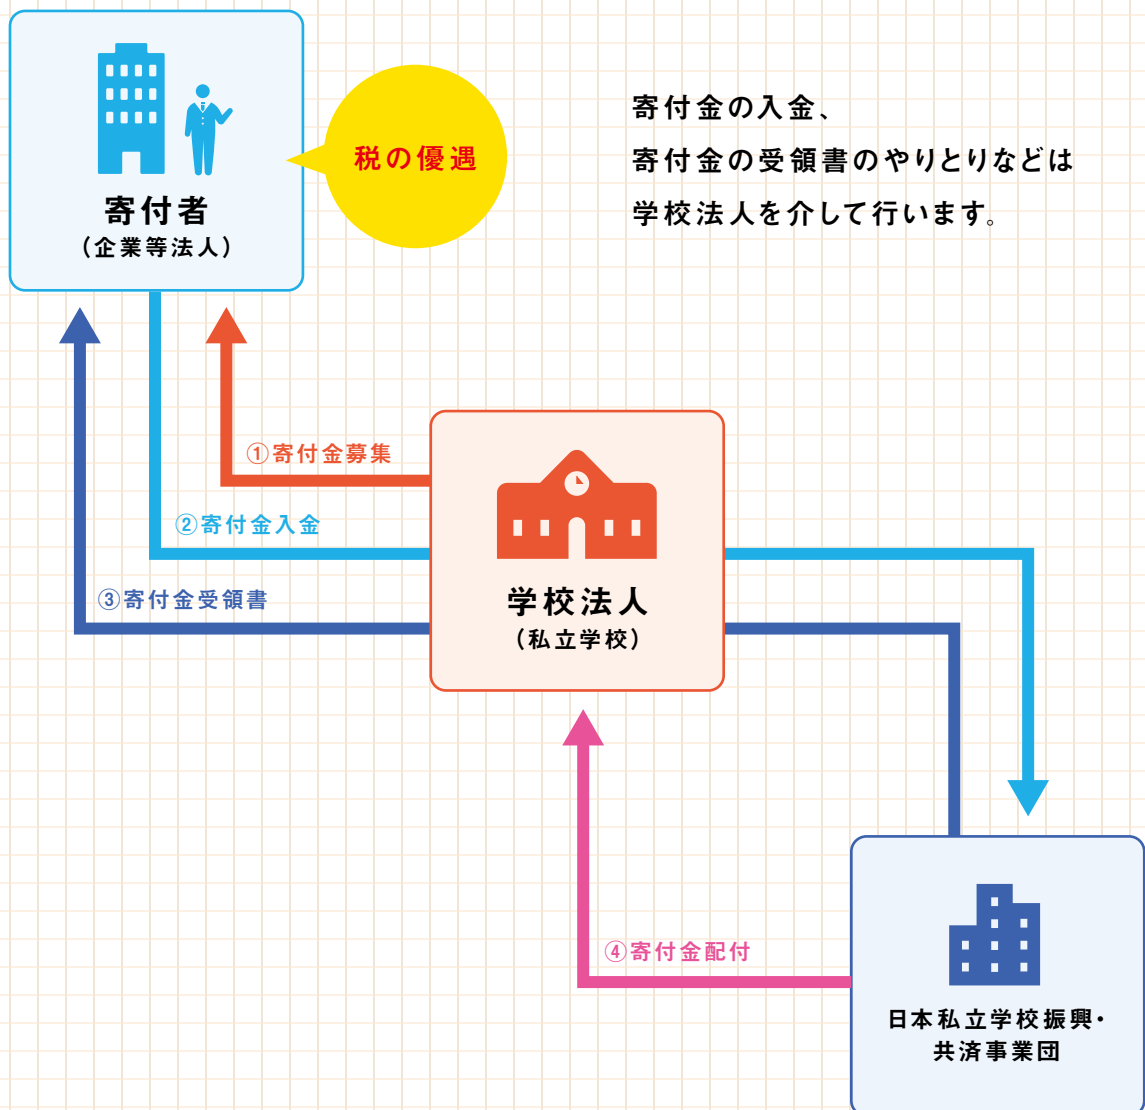 寄付者
（企業等法人）
税の優遇
寄付金の入金、
寄付金の受領書のやりとりなどは
学校法人を介して行います。
①寄付金募集
②寄付金入金
③寄付金受領書
学校法人
（私立学校）
④寄付金配付
日本私立学校振興・
共済事業団